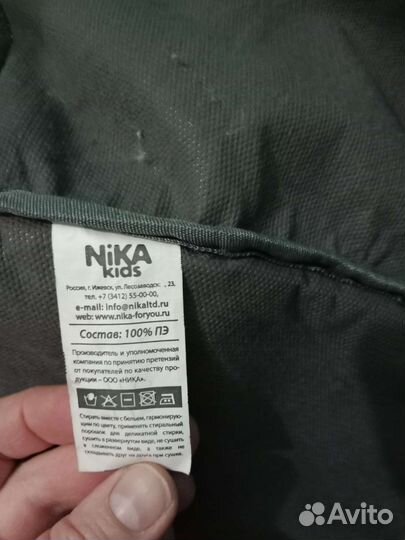 NiKA
kids
Россия, г. Ижевск, ул. Лесозаводск , 23,
тел. +7 (3412) 55-00-00,
e-mail: info@nikaltd.ru
web: www.nika-foryou.ru
Состав: 100% ПЭ
Производитель и уполномоченная
компания по принятию претензий
от покупателей по качеству про-
дукции – ООО «НИКА».
Стирать вместе с бельем, гармонирую-
щим по цвету, применять стиральный
порошок для деликатной стирки,
сушить в развернутом виде, не сушить
в сложенном виде, а также не
складывать друг на друга при сушке.
Avito